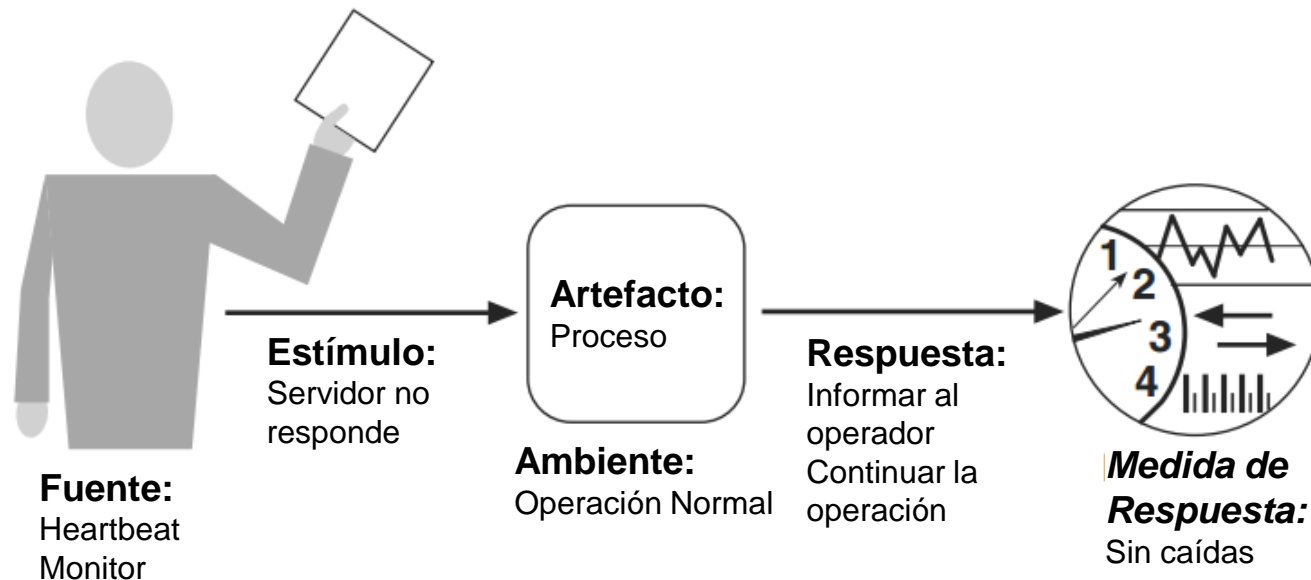 Fuente:
Heartbeat
Monitor
Estímulo:
Servidor no
responde
Artefacto:
Proceso
Ambiente:
Operación Normal
Respuesta:
Informar al
operador
Continuar la
operación
1
2
3
4
Medida de
Respuesta:
Sin caídas